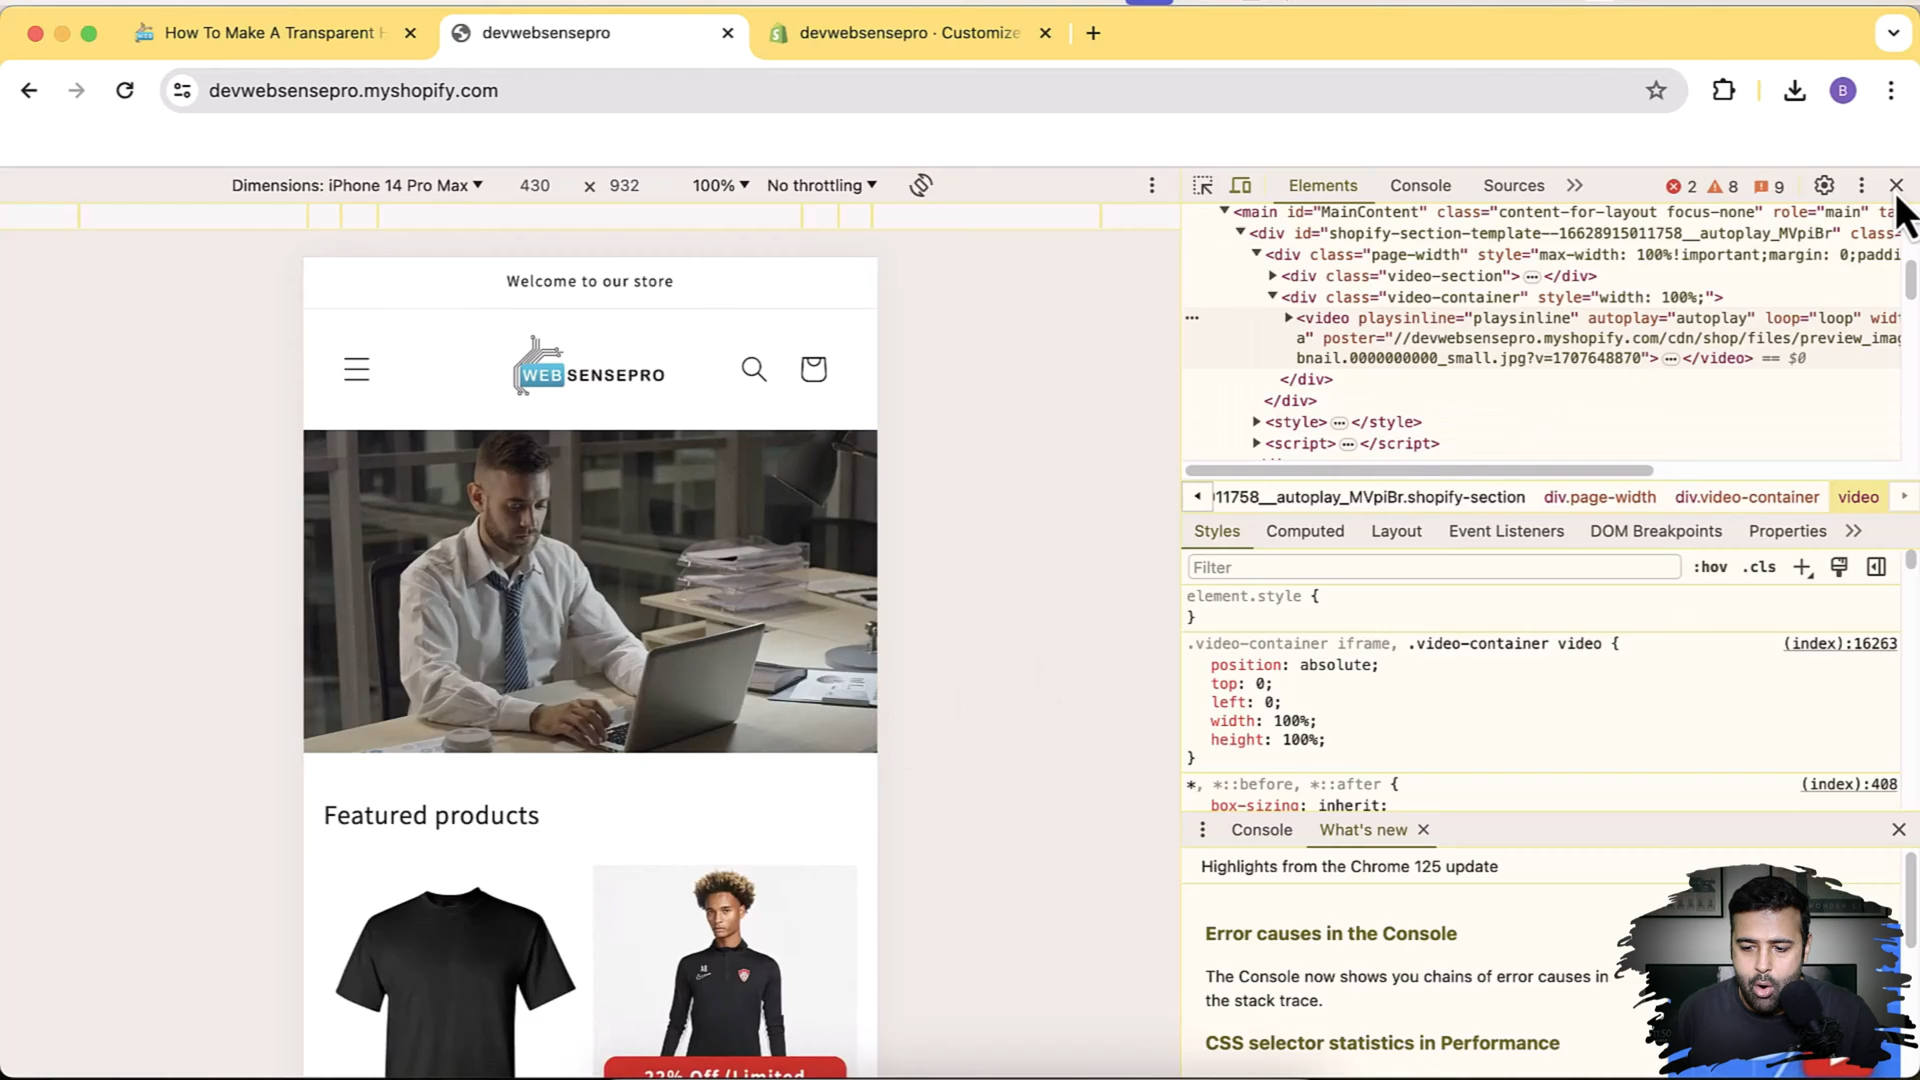 How To Make A Transparent H
devwebsensepro
devwebsensepro · Customize
devwebsensepro.myshopify.com
B
Dimensions: iPhone 14 Pro Max ▼ 430 × 932 100% ▼ No throttling ▼
Elements Console Sources 2 8 9
Welcome to our store
WEBSENSEPRO
Featured products
23% Off (Limited
<main id="MainContent" class="content-for-layout focus-none" role="main" ta
<div id="shopify-section-template--16628915011758__autoplay_MVpiBr" class=
<div class="page-width" style="max-width: 100%!important;margin: 0;paddi
<div class="video-section"> … </div>
<div class="video-container" style="width: 100%;">
<video playsinline="playsinline" autoplay="autoplay" loop="loop" widt
a" poster="//devwebsensepro.myshopify.com/cdn/shop/files/preview_imag
bnail.0000000000_small.jpg?v=1707648870"> … </video> == $0
</div>
</div>
<style> … </style>
<script> … </script>
011758__autoplay_MVpiBr.shopify-section div.page-width div.video-container video
Styles Computed Layout Event Listeners DOM Breakpoints Properties
Filter :hov .cls
element.style {
}
.video-container iframe, .video-container video { (index):16263
position: absolute;
top: 0;
left: 0;
width: 100%;
height: 100%;
}
*, *::before, *::after { (index):408
box-sizing: inherit;
Console What's new
Highlights from the Chrome 125 update
Error causes in the Console
The Console now shows you chains of error causes in
the stack trace.
CSS selector statistics in Performance